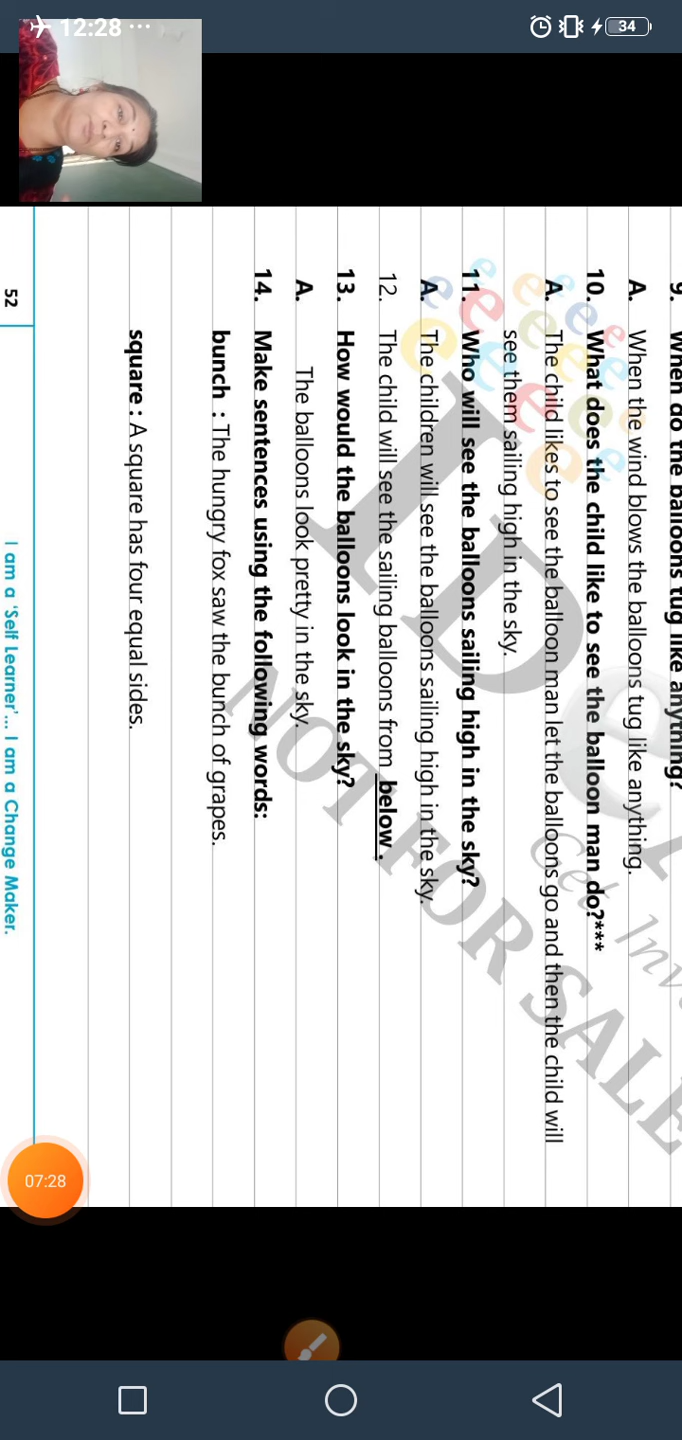 12:28 ...
34
9. When do the balloons tug like anything?
A. When the wind blows the balloons tug like anything.
10. What does the child like to see the balloon man do?***
A. The child likes to see the balloon man let the balloons go and then the child will
see them sailing high in the sky.
11. Who will see the balloons sailing high in the sky?
A. The children will see the balloons sailing high in the sky.
12. The child will see the sailing balloons from below .
13. How would the balloons look in the sky?
A. The balloons look pretty in the sky.
14. Make sentences using the following words:
bunch : The hungry fox saw the bunch of grapes.
square : A square has four equal sides.
52
I am a 'Self Learner'... I am a Change Maker.
NOT FOR SALE
Get
07:28